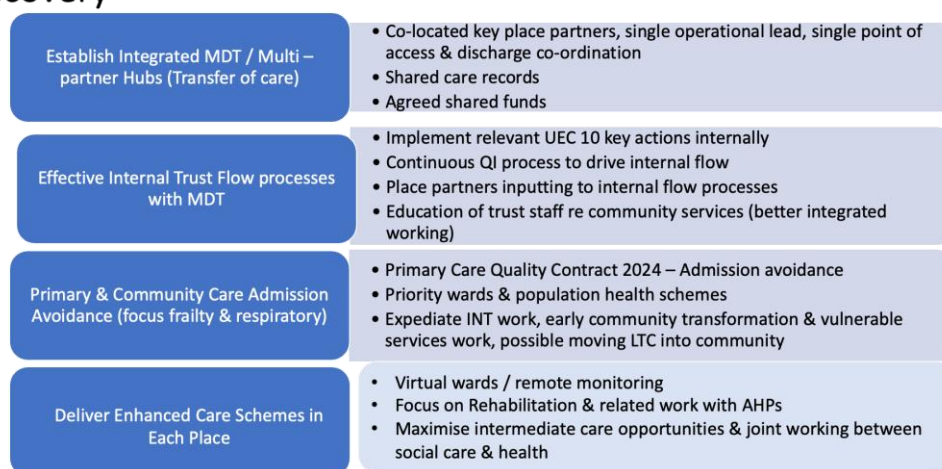 Establish Integrated MDT / Multi –
partner Hubs (Transfer of care)
• Co-located key place partners, single operational lead, single point of
access & discharge co-ordination
• Shared care records
• Agreed shared funds
Effective Internal Trust Flow processes
with MDT
• Implement relevant UEC 10 key actions internally
• Continuous QI process to drive internal flow
• Place partners inputting to internal flow processes
• Education of trust staff re community services (better integrated
working)
Primary & Community Care Admission
Avoidance (focus frailty & respiratory)
• Primary Care Quality Contract 2024 – Admission avoidance
• Priority wards & population health schemes
• Expediate INT work, early community transformation & vulnerable
services work, possible moving LTC into community
Deliver Enhanced Care Schemes in
Each Place
• Virtual wards / remote monitoring
• Focus on Rehabilitation & related work with AHPs
• Maximise intermediate care opportunities & joint working between
social care & health